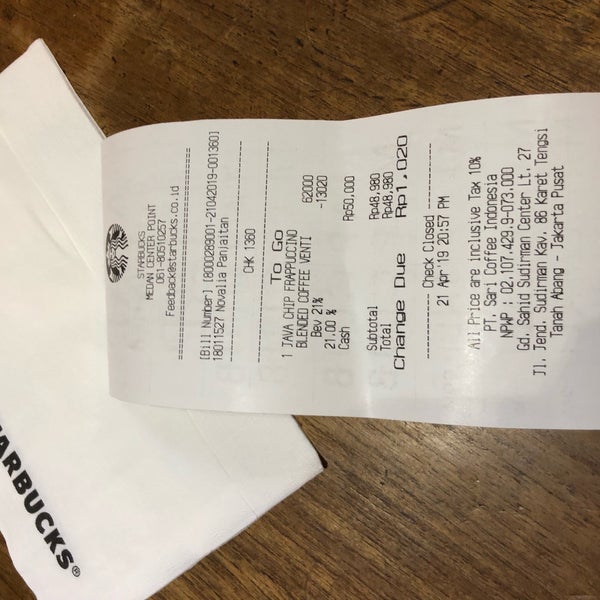 STARBUCKS
MEDAN CENTER POINT
061-80510257
Feedback@starbucks.co.id
[Bill Number] [8000289001-21042019-001360]
18011527 Novalia Panjaitan
CHK 1360
To Go
1 JAVA CHIP FRAPPUCCINO 62000
BLENDED COFFEE VENTI
Bev 21% -13020
21.00 %
Cash Rp50,000
Subtotal Rp48,980
Total Rp48,980
Change Due Rp1,020
Check Closed
21 Apr'19 20:57 PM
All Price are inclusive Tax 10%
PT. Sari Coffee Indonesia
NPWP : 02.107.429.9-073.000
Gd. Sahid Sudirman Center Lt. 27
Jl. Jend. Sudirman Kav. 86 Karet Tengsi
Tanah Abang - Jakarta Pusat
STARBUCKS®